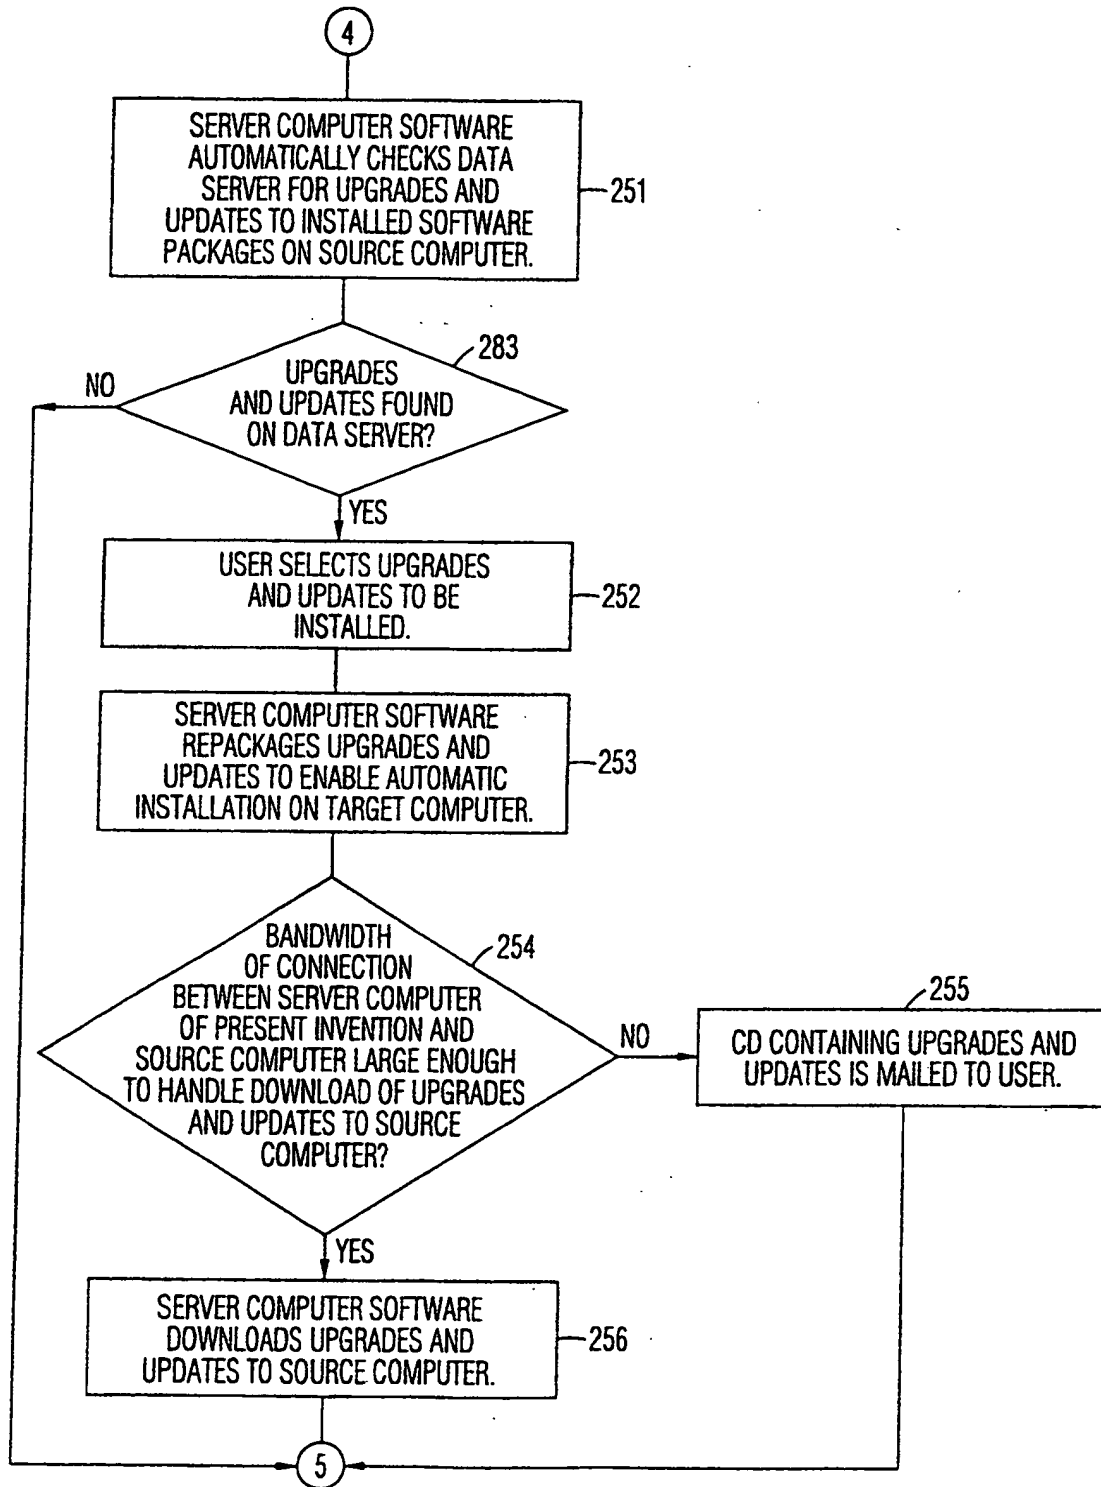 4
SERVER COMPUTER SOFTWARE
AUTOMATICALLY CHECKS DATA
SERVER FOR UPGRADES AND
UPDATES TO INSTALLED SOFTWARE
PACKAGES ON SOURCE COMPUTER.
251
283
UPGRADES
AND UPDATES FOUND
ON DATA SERVER?
NO
YES
USER SELECTS UPGRADES
AND UPDATES TO BE
INSTALLED.
252
SERVER COMPUTER SOFTWARE
REPACKAGES UPGRADES AND
UPDATES TO ENABLE AUTOMATIC
INSTALLATION ON TARGET COMPUTER.
253
BANDWIDTH
OF CONNECTION
BETWEEN SERVER COMPUTER
OF PRESENT INVENTION AND
SOURCE COMPUTER LARGE ENOUGH
TO HANDLE DOWNLOAD OF UPGRADES
AND UPDATES TO SOURCE
COMPUTER?
254
NO
255
CD CONTAINING UPGRADES AND
UPDATES IS MAILED TO USER.
YES
SERVER COMPUTER SOFTWARE
DOWNLOADS UPGRADES AND
UPDATES TO SOURCE COMPUTER.
256
5